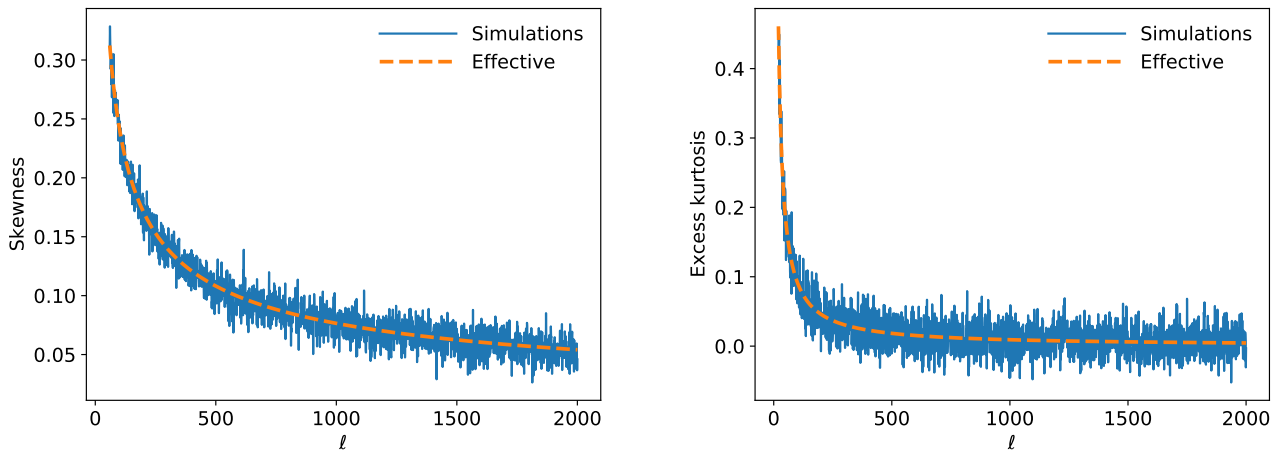 Skewness
0.30
0.25
0.20
0.15
0.10
0.05
Simulations
Effective
0
500
1000
1500
2000
ℓ
Excess kurtosis
0.4
0.3
0.2
0.1
0.0
Simulations
Effective
0
500
1000
1500
2000
ℓ